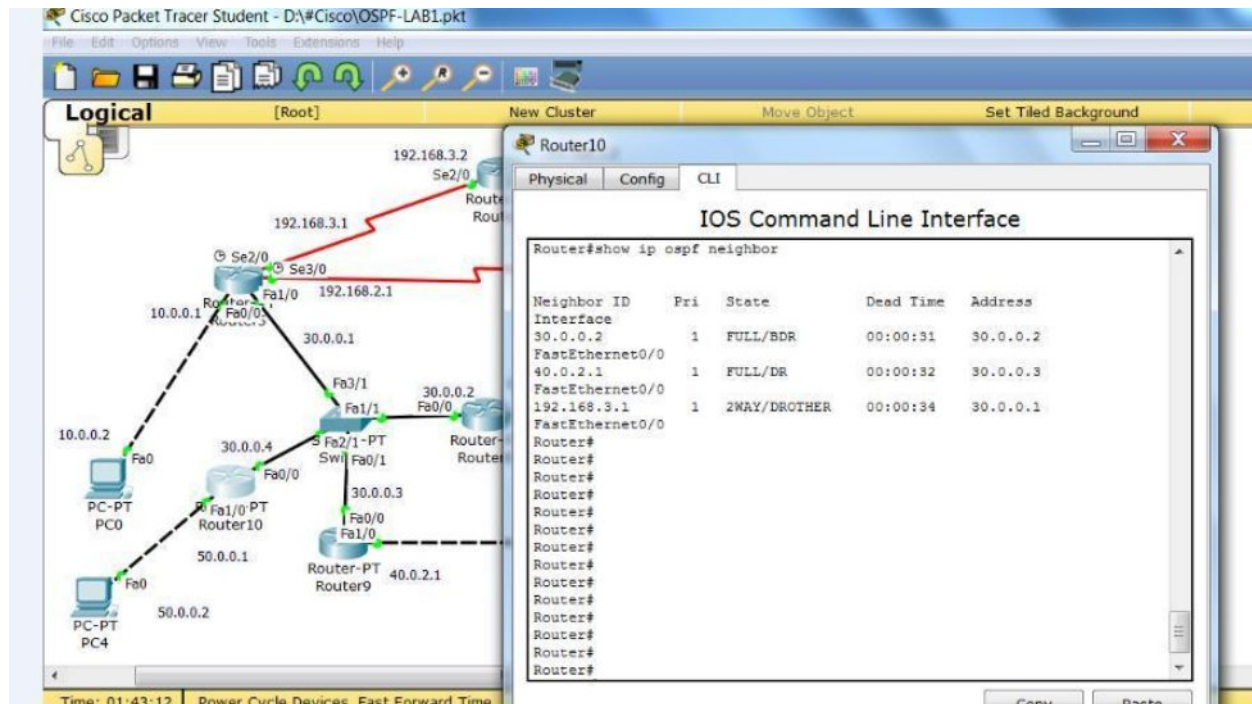 Cisco Packet Tracer Student - D:\#Cisco\OSPF-LAB1.pkt
File Edit Options View Tools Extensions Help
Logical [Root] New Cluster Move Object Set Tiled Background
192.168.3.2
Se2/0
192.168.3.1
Se2/0
Se3/0
Fa1/0
192.168.2.1
10.0.0.1
Fa0/0
30.0.0.1
Fa3/1
Fa1/1
30.0.0.2
Fa0/0
10.0.0.2
Fa0
PC-PT
PC0
30.0.0.4
Fa0/0
Fa2/1-PT
Fa0/1
Fa1/0-PT
Router10
30.0.0.3
Fa0/0
Fa1/0
50.0.0.1
Router-PT
Router9
40.0.2.1
Fa0
50.0.0.2
PC-PT
PC4
Router10
Physical Config CLI
IOS Command Line Interface
Router#show ip ospf neighbor
Neighbor ID Pri State Dead Time Address
Interface
30.0.0.2 1 FULL/BDR 00:00:31 30.0.0.2
FastEthernet0/0
40.0.2.1 1 FULL/DR 00:00:32 30.0.0.3
FastEthernet0/0
192.168.3.1 1 2WAY/DROTHER 00:00:34 30.0.0.1
FastEthernet0/0
Router#
Router#
Router#
Router#
Router#
Router#
Router#
Router#
Router#
Router#
Router#
Router#
Router#
Router#
Time: 01:43:12 Power Cycle Devices Fast Forward Time
Copy Paste